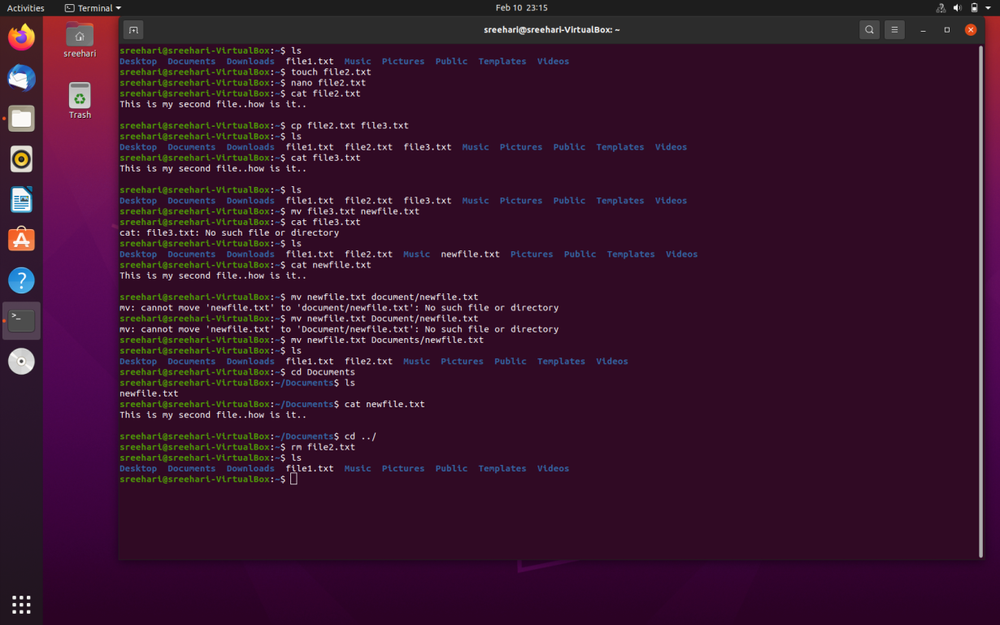 Activities Terminal Feb 10 23:15
sreehari@sreehari-VirtualBox: ~
sreehari
Trash
sreehari@sreehari-VirtualBox:~$ ls
Desktop Documents Downloads file1.txt Music Pictures Public Templates Videos
sreehari@sreehari-VirtualBox:~$ touch file2.txt
sreehari@sreehari-VirtualBox:~$ nano file2.txt
sreehari@sreehari-VirtualBox:~$ cat file2.txt
This is my second file..how is it..
sreehari@sreehari-VirtualBox:~$ cp file2.txt file3.txt
sreehari@sreehari-VirtualBox:~$ ls
Desktop Documents Downloads file1.txt file2.txt file3.txt Music Pictures Public Templates Videos
sreehari@sreehari-VirtualBox:~$ cat file3.txt
This is my second file..how is it..
sreehari@sreehari-VirtualBox:~$ ls
Desktop Documents Downloads file1.txt file2.txt file3.txt Music Pictures Public Templates Videos
sreehari@sreehari-VirtualBox:~$ mv file3.txt newfile.txt
sreehari@sreehari-VirtualBox:~$ cat file3.txt
cat: file3.txt: No such file or directory
sreehari@sreehari-VirtualBox:~$ ls
Desktop Documents Downloads file1.txt file2.txt Music newfile.txt Pictures Public Templates Videos
sreehari@sreehari-VirtualBox:~$ cat newfile.txt
This is my second file..how is it..
sreehari@sreehari-VirtualBox:~$ mv newfile.txt document/newfile.txt
mv: cannot move 'newfile.txt' to 'document/newfile.txt': No such file or directory
sreehari@sreehari-VirtualBox:~$ mv newfile.txt Document/newfile.txt
mv: cannot move 'newfile.txt' to 'Document/newfile.txt': No such file or directory
sreehari@sreehari-VirtualBox:~$ mv newfile.txt Documents/newfile.txt
sreehari@sreehari-VirtualBox:~$ ls
Desktop Documents Downloads file1.txt file2.txt Music Pictures Public Templates Videos
sreehari@sreehari-VirtualBox:~$ cd Documents
sreehari@sreehari-VirtualBox:~/Documents$ ls
newfile.txt
sreehari@sreehari-VirtualBox:~/Documents$ cat newfile.txt
This is my second file..how is it..
sreehari@sreehari-VirtualBox:~/Documents$ cd ../
sreehari@sreehari-VirtualBox:~$ rm file2.txt
sreehari@sreehari-VirtualBox:~$ ls
Desktop Documents Downloads file1.txt Music Pictures Public Templates Videos
sreehari@sreehari-VirtualBox:~$